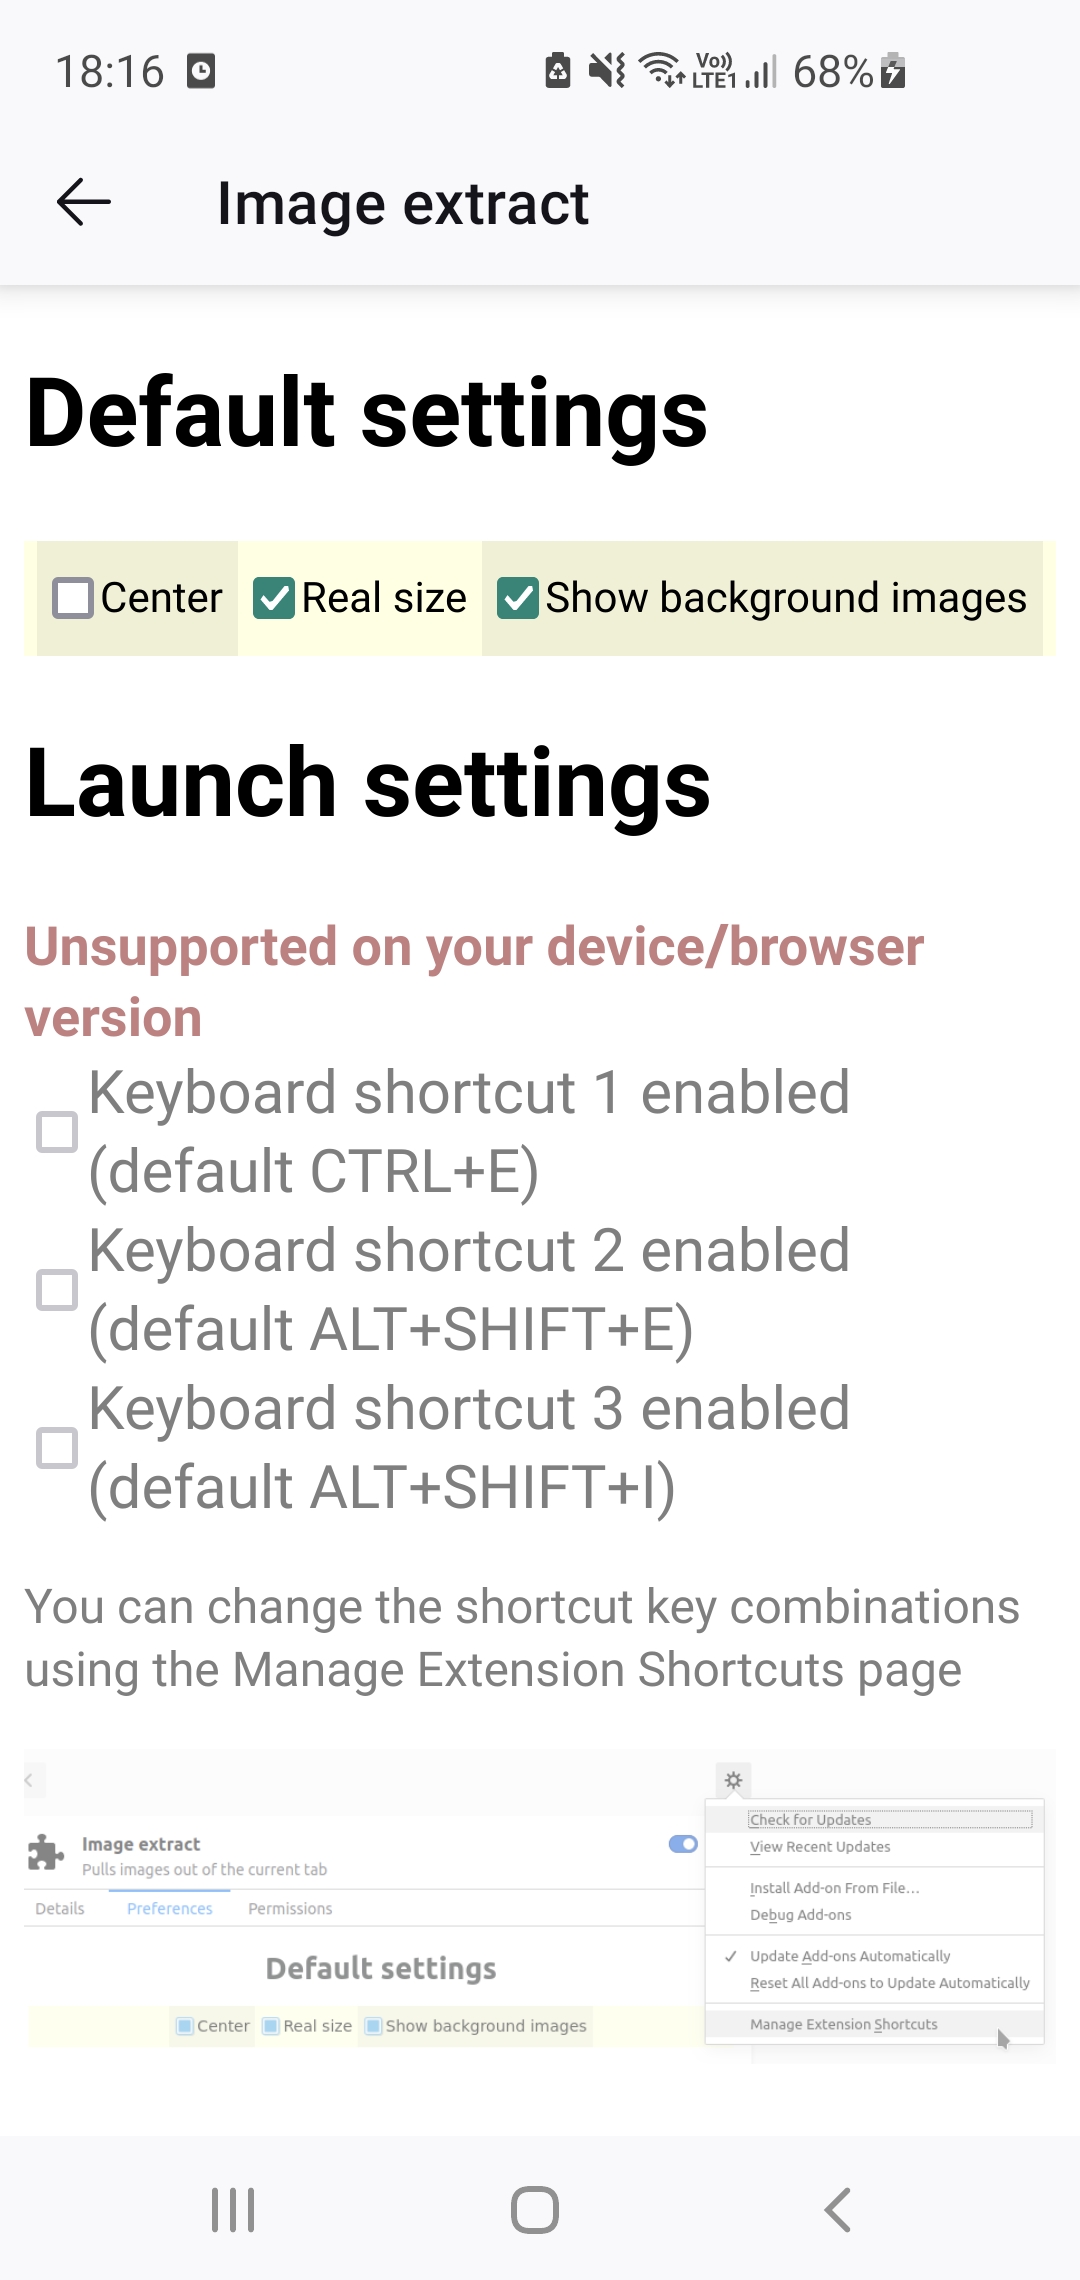 18:16
Vo))
LTE1
68%
Image extract
Default settings
Center
Real size
Show background images
Launch settings
Unsupported on your device/browser
version
Keyboard shortcut 1 enabled
(default CTRL+E)
Keyboard shortcut 2 enabled
(default ALT+SHIFT+E)
Keyboard shortcut 3 enabled
(default ALT+SHIFT+I)
You can change the shortcut key combinations
using the Manage Extension Shortcuts page
Image extract
Pulls images out of the current tab
Details
Preferences
Permissions
Default settings
Center
Real size
Show background images
Check for Updates
View Recent Updates
Install Add-on From File...
Debug Add-ons
Update Add-ons Automatically
Reset All Add-ons to Update Automatically
Manage Extension Shortcuts